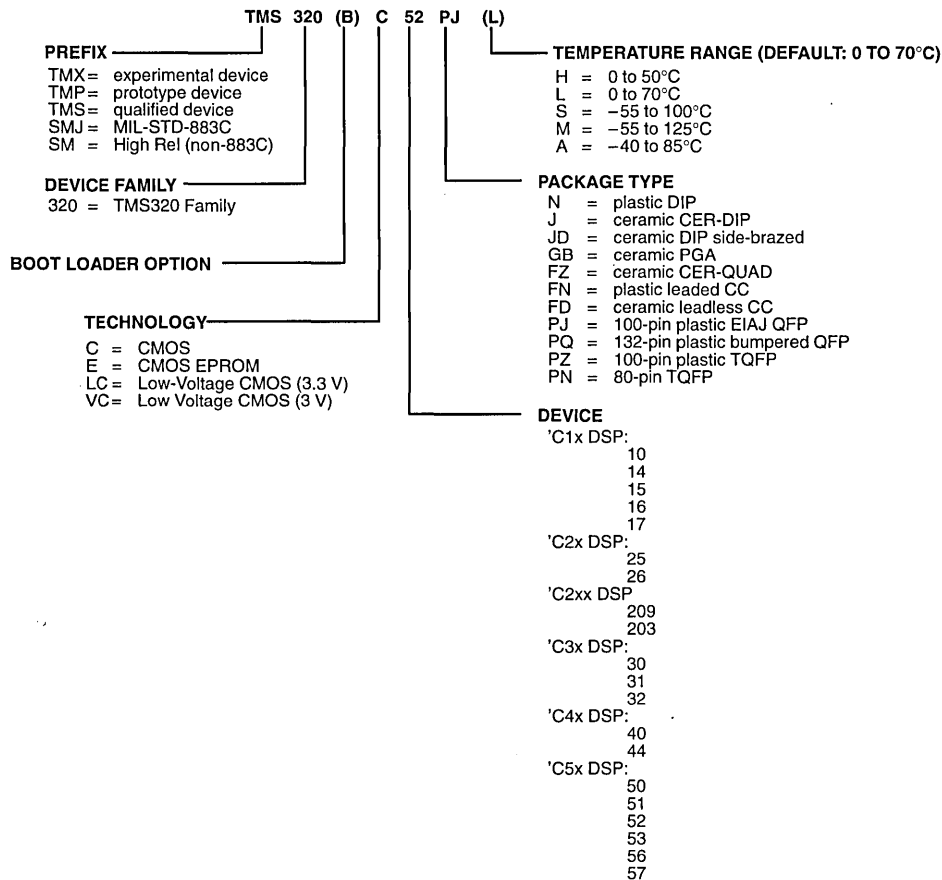 TMS 320 (B) C 52 PJ (L)
PREFIX
TMX = experimental device
TMP = prototype device
TMS = qualified device
SMJ = MIL-STD-883C
SM = High Rel (non-883C)
DEVICE FAMILY
320 = TMS320 Family
BOOT LOADER OPTION
TECHNOLOGY
C = CMOS
E = CMOS EPROM
LC = Low-Voltage CMOS (3.3 V)
VC = Low Voltage CMOS (3 V)
TEMPERATURE RANGE (DEFAULT: 0 TO 70°C)
H = 0 to 50°C
L = 0 to 70°C
S = −55 to 100°C
M = −55 to 125°C
A = −40 to 85°C
PACKAGE TYPE
N = plastic DIP
J = ceramic CER-DIP
JD = ceramic DIP side-brazed
GB = ceramic PGA
FZ = ceramic CER-QUAD
FN = plastic leaded CC
FD = ceramic leadless CC
PJ = 100-pin plastic EIAJ QFP
PQ = 132-pin plastic bumpered QFP
PZ = 100-pin plastic TQFP
PN = 80-pin TQFP
DEVICE
'C1x DSP:
10
14
15
16
17
'C2x DSP:
25
26
'C2xx DSP
209
203
'C3x DSP:
30
31
32
'C4x DSP:
40
44
'C5x DSP:
50
51
52
53
56
57